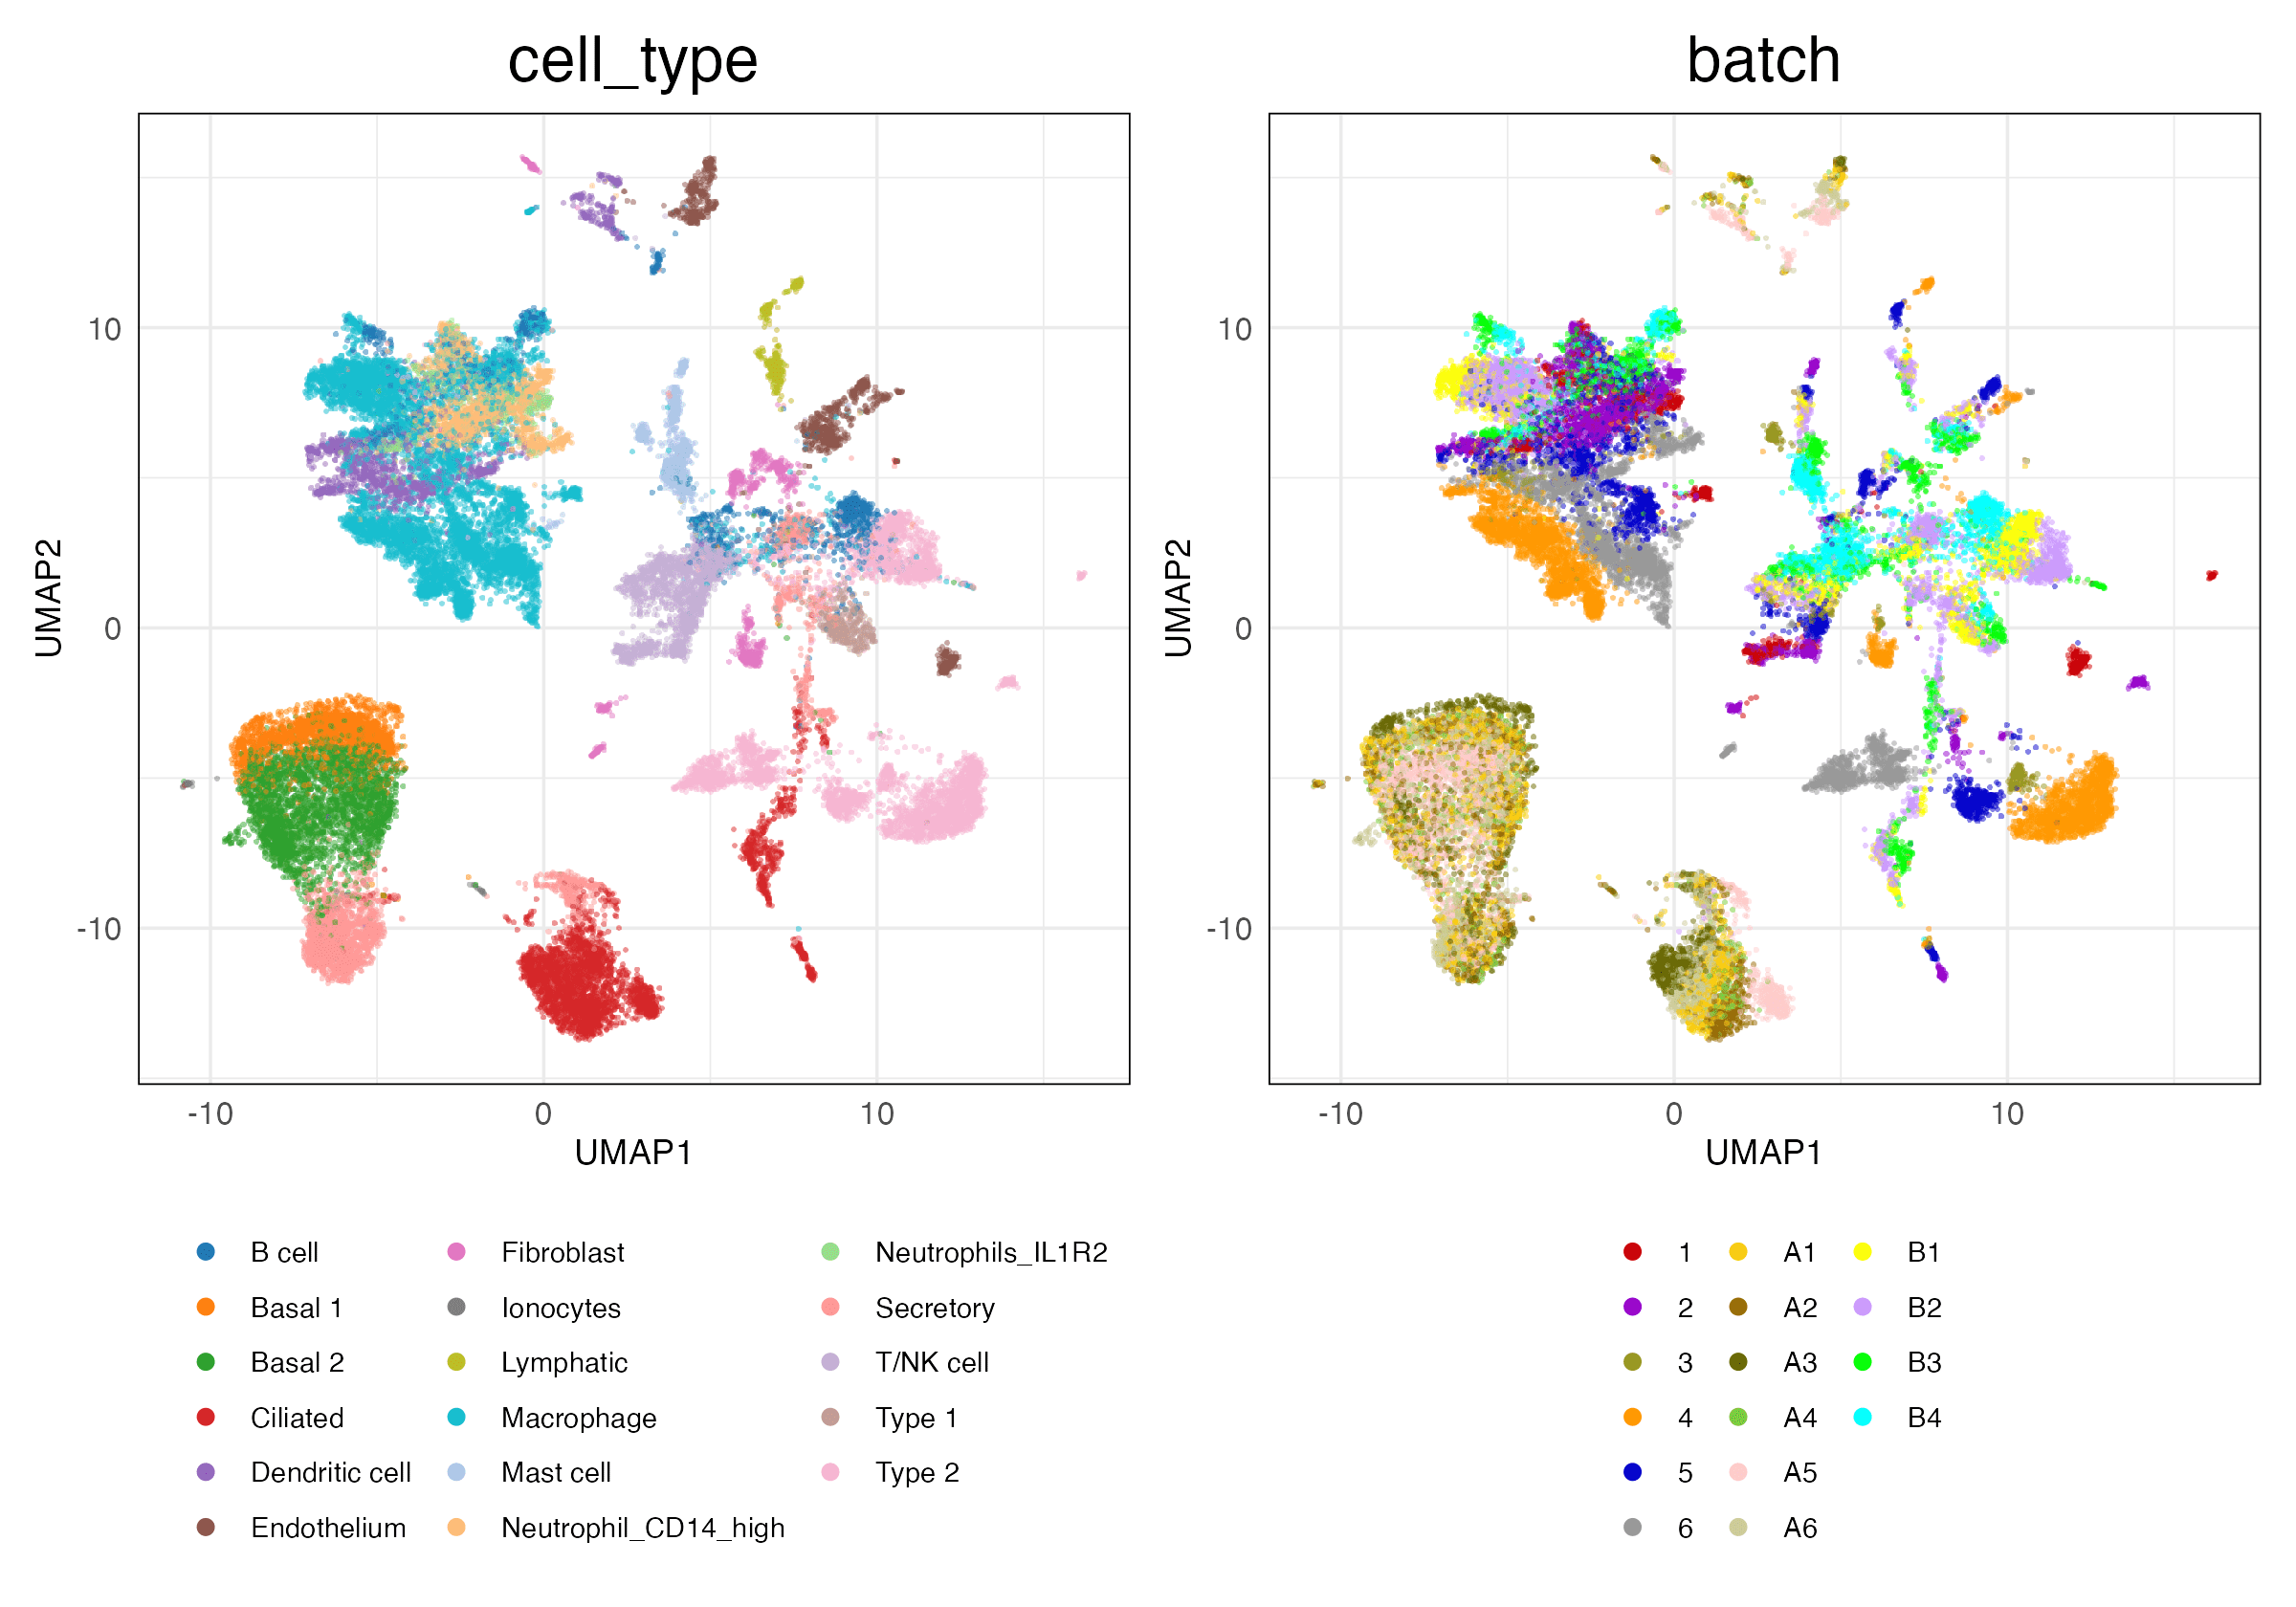 cell_type
batch
UMAP2
10
0
-10
-10
0
10
UMAP1
UMAP2
10
0
-10
-10
0
10
UMAP1
B cell
Basal 1
Basal 2
Ciliated
Dendritic cell
Endothelium
Fibroblast
Ionocytes
Lymphatic
Macrophage
Mast cell
Neutrophil_CD14_high
Neutrophils_IL1R2
Secretory
T/NK cell
Type 1
Type 2
1
2
3
4
5
6
A1
A2
A3
A4
A5
A6
B1
B2
B3
B4